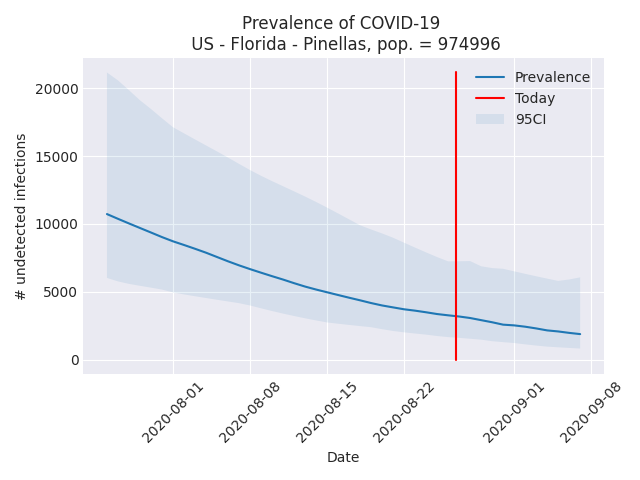 Prevalence of COVID-19
US - Florida - Pinellas, pop. = 974996
Prevalence
Today
95CI
# undetected infections
20000
15000
10000
5000
0
2020-08-01
2020-08-08
2020-08-15
2020-08-22
2020-09-01
2020-09-08
Date